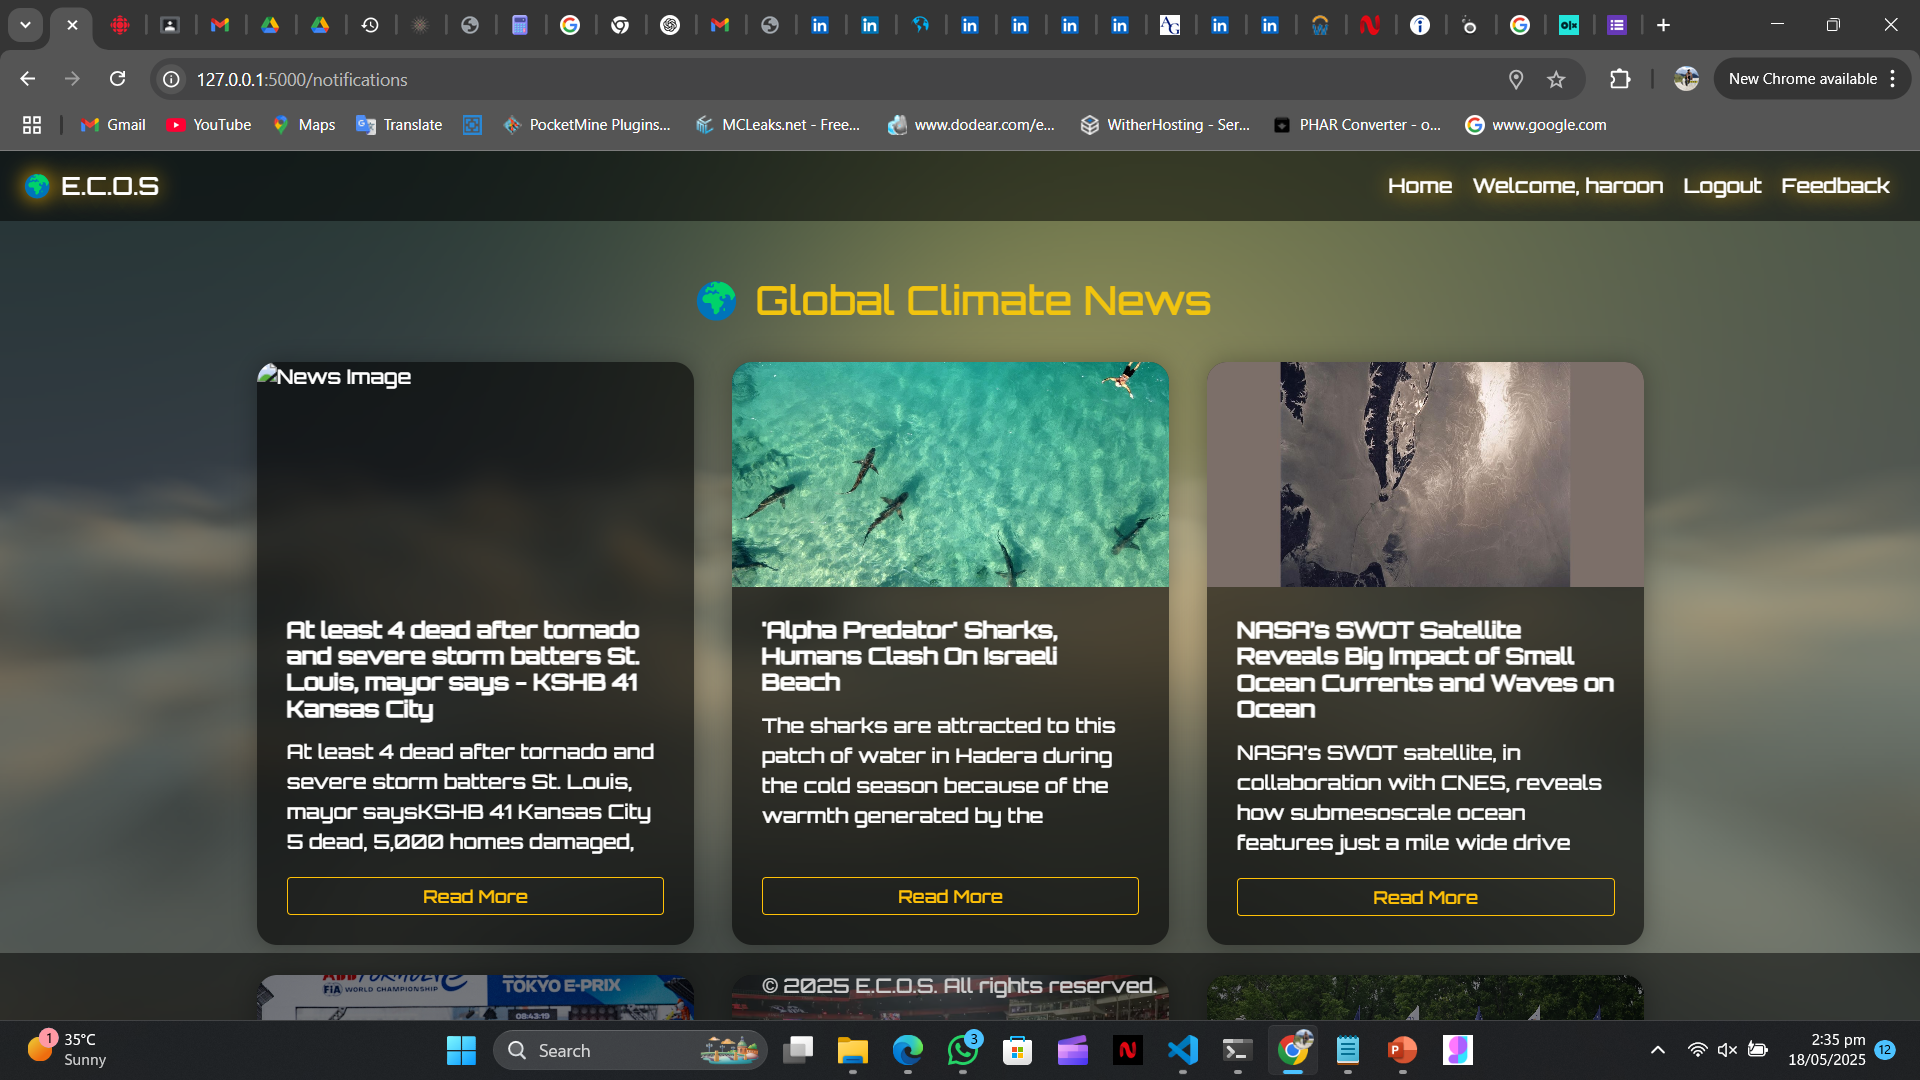 127.0.0.1:5000/notifications
New Chrome available
Gmail
YouTube
Maps
Translate
PocketMine Plugins...
MCLeaks.net - Free...
www.dodear.com/e...
WitherHosting - Ser...
PHAR Converter - o...
www.google.com
E.C.O.S
Home
Welcome, haroon
Logout
Feedback
Global Climate News
News Image
At least 4 dead after tornado
and severe storm batters St.
Louis, mayor says - KSHB 41
Kansas City
At least 4 dead after tornado and
severe storm batters St. Louis,
mayor saysKSHB 41 Kansas City
5 dead, 5,000 homes damaged,
Read More
'Alpha Predator' Sharks,
Humans Clash On Israeli
Beach
The sharks are attracted to this
patch of water in Hadera during
the cold season because of the
warmth generated by the
Read More
NASA's SWOT Satellite
Reveals Big Impact of Small
Ocean Currents and Waves on
Ocean
NASA's SWOT satellite, in
collaboration with CNES, reveals
how submesoscale ocean
features just a mile wide drive
Read More
FIA WORLD CHAMPIONSHIP
TOKYO E-PRIX
08:43:19
© 2025 E.C.O.S. All rights reserved.
1
35°C
Sunny
Search
3
2:35 pm
18/05/2025
12